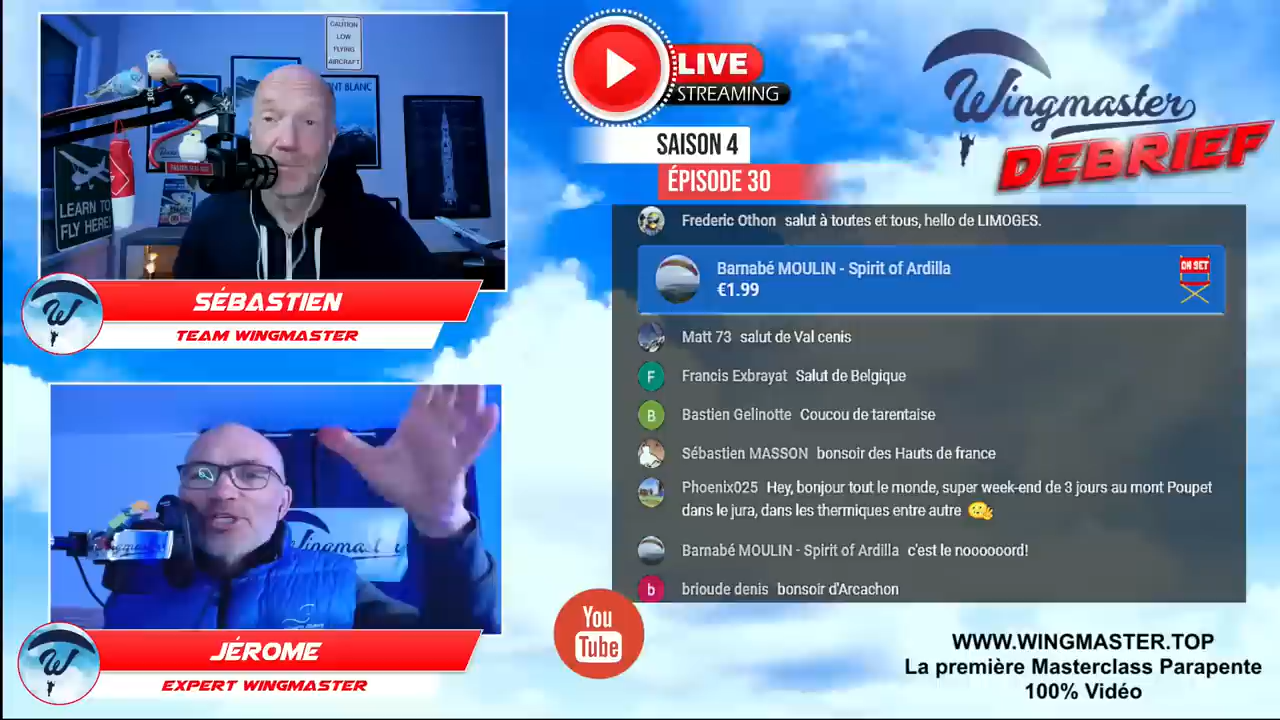 CAUTION
LOW
FLYING
AIRCRAFT
NT BLANC
LEARN TO
FLY HERE!
SÉBASTIEN
TEAM WINGMASTER
Wingmaster
JÉROME
EXPERT WINGMASTER
LIVE
STREAMING
SAISON 4
ÉPISODE 30
Wingmaster
DEBRIEF
Frederic Othon salut à toutes et tous, hello de LIMOGES.
Barnabé MOULIN - Spirit of Ardilla
€1.99
ON SET
Matt 73 salut de Val cenis
F
Francis Exbrayat Salut de Belgique
B
Bastien Gelinotte Coucou de tarentaise
Sébastien MASSON bonsoir des Hauts de france
Phoenix025 Hey, bonjour tout le monde, super week-end de 3 jours au mont Poupet
dans le jura, dans les thermiques entre autre
Barnabé MOULIN - Spirit of Ardilla c'est le noooooord!
b
brioude denis bonsoir d'Arcachon
You
Tube
WWW.WINGMASTER.TOP
La première Masterclass Parapente
100% Vidéo